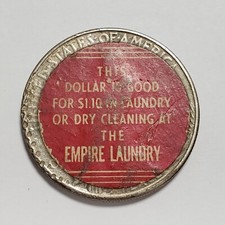 STATES OF AMERICA
THIS
DOLLAR IS GOOD
FOR $1.10 IN LAUNDRY
OR DRY CLEANING AT
THE
EMPIRE LAUNDRY